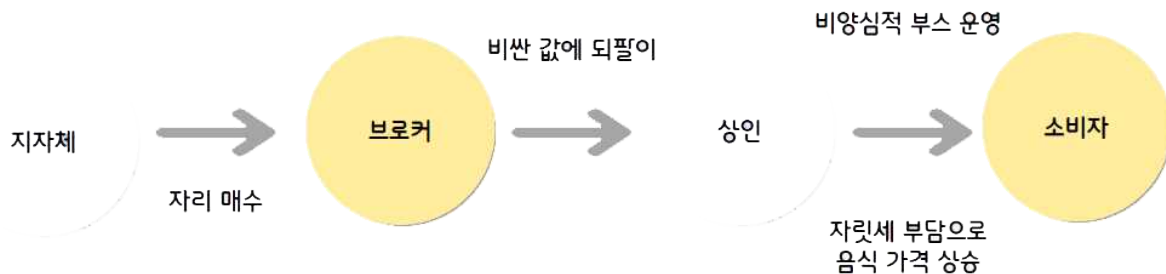 지자체
자리 매수
브로커
비싼 값에 되팔이
상인
비양심적 부스 운영
자릿세 부담으로
음식 가격 상승
소비자